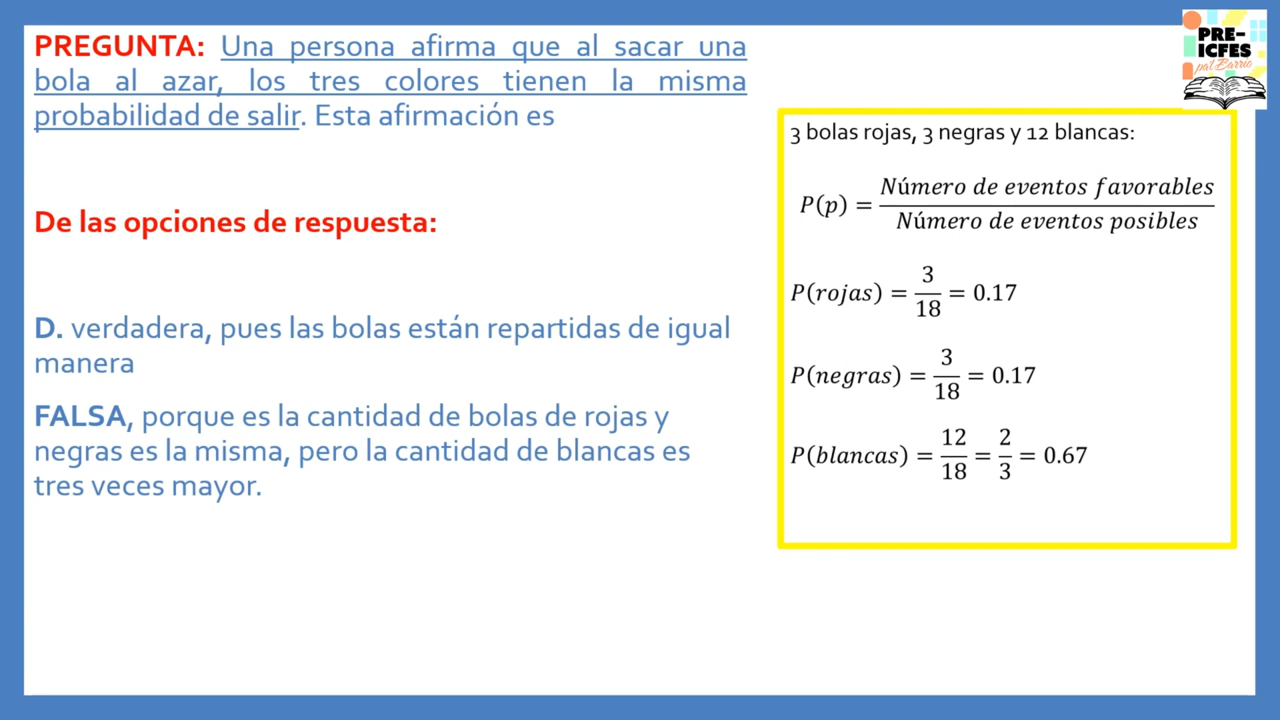 PREGUNTA: Una persona afirma que al sacar una
bola al azar, los tres colores tienen la misma
probabilidad de salir. Esta afirmación es
De las opciones de respuesta:
D. verdadera, pues las bolas están repartidas de igual
manera
FALSA, porque es la cantidad de bolas de rojas y
negras es la misma, pero la cantidad de blancas es
tres veces mayor.
PRE-
ICFES
pal Barrio
3 bolas rojas, 3 negras y 12 blancas:
P(p) = Número de eventos favorables / Número de eventos posibles
P(rojas) = 3/18 = 0.17
P(negras) = 3/18 = 0.17
P(blancas) = 12/18 = 2/3 = 0.67